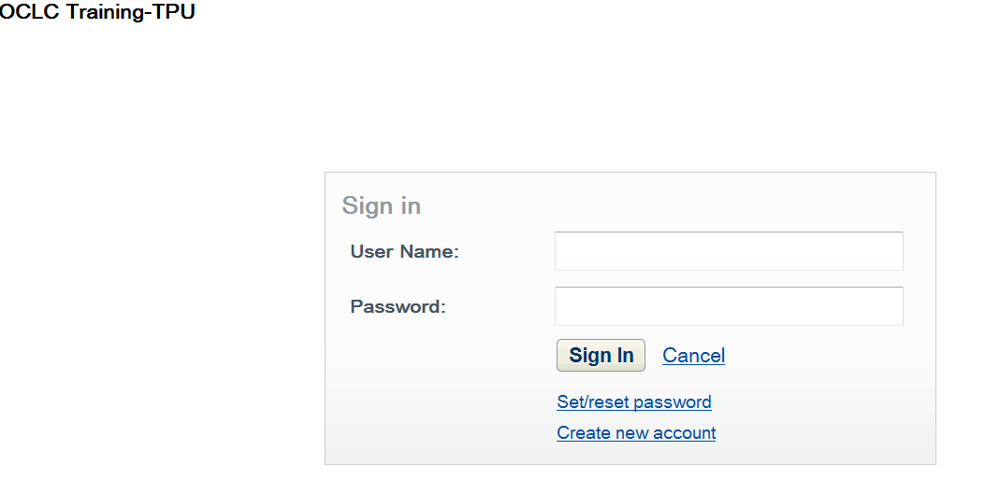 OCLC Training-TPU
Sign in
User Name:
Password:
Sign In Cancel
Set/reset password
Create new account